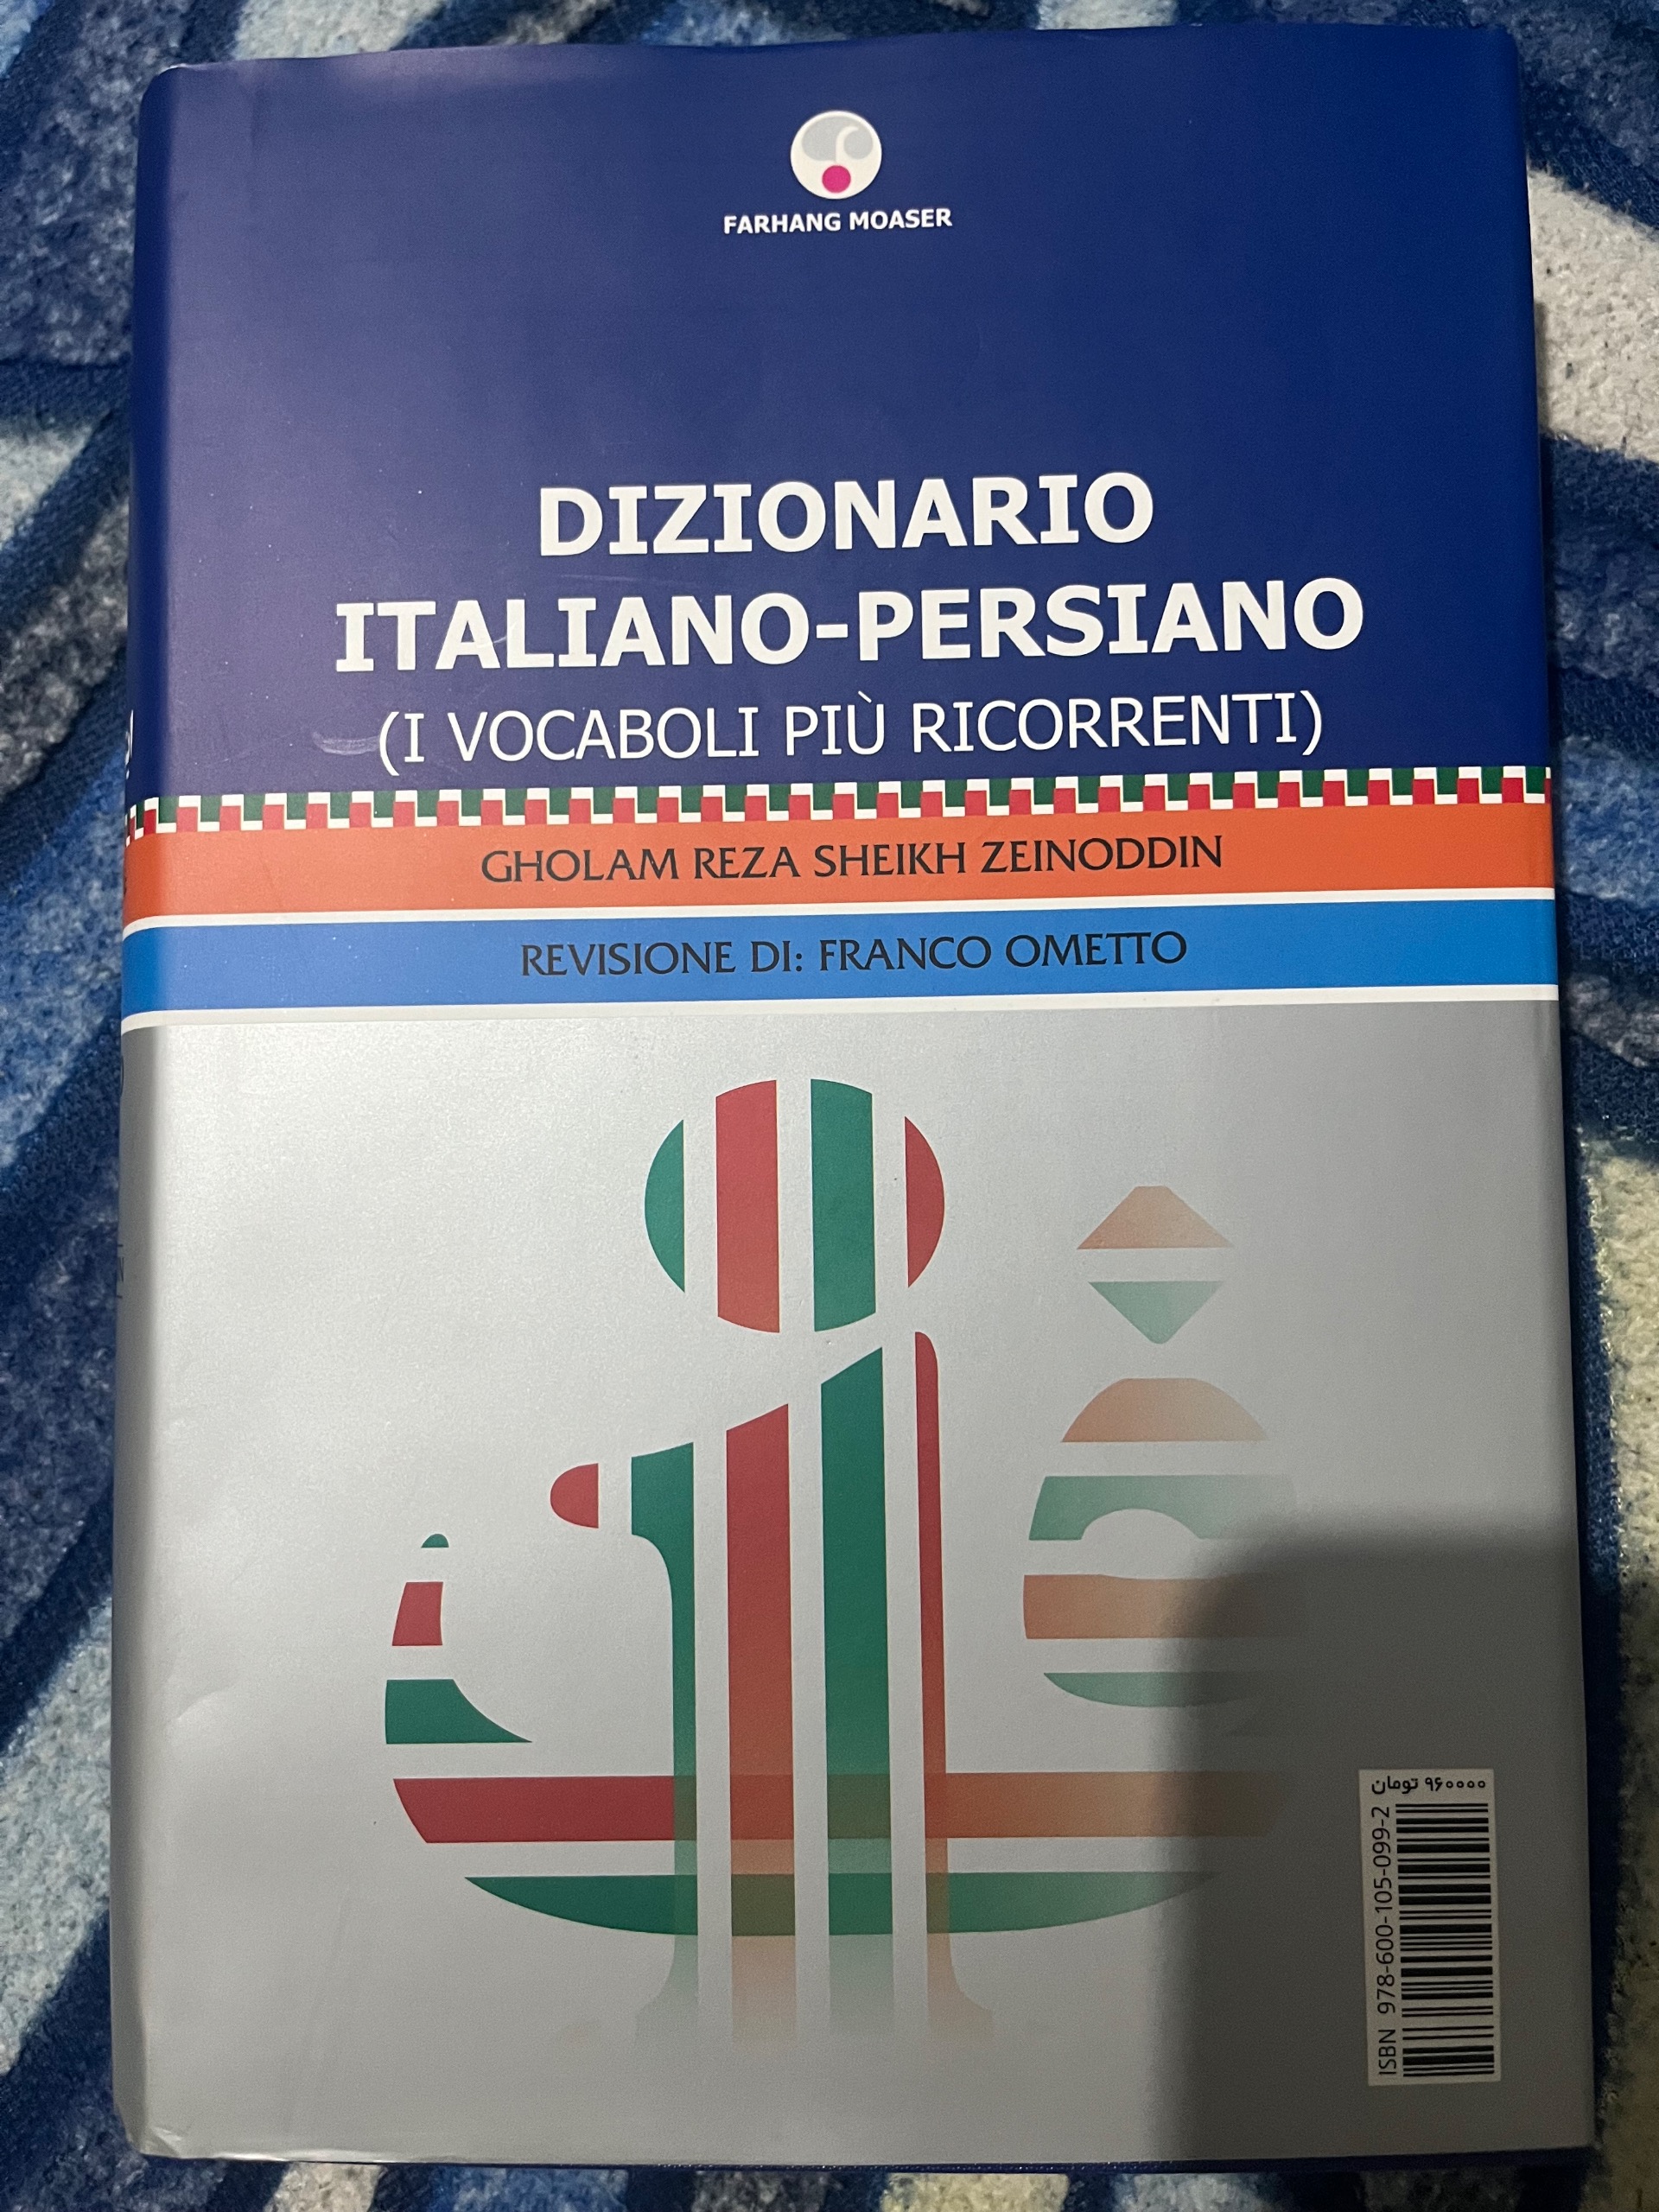 FARHANG MOASER
DIZIONARIO
ITALIANO-PERSIANO
(I VOCABOLI PIÙ RICORRENTI)
GHOLAM REZA SHEIKH ZEINODDIN
REVISIONE DI: FRANCO OMETTO
۹۶۰۰۰۰ تومان
ISBN 978-600-105-099-2